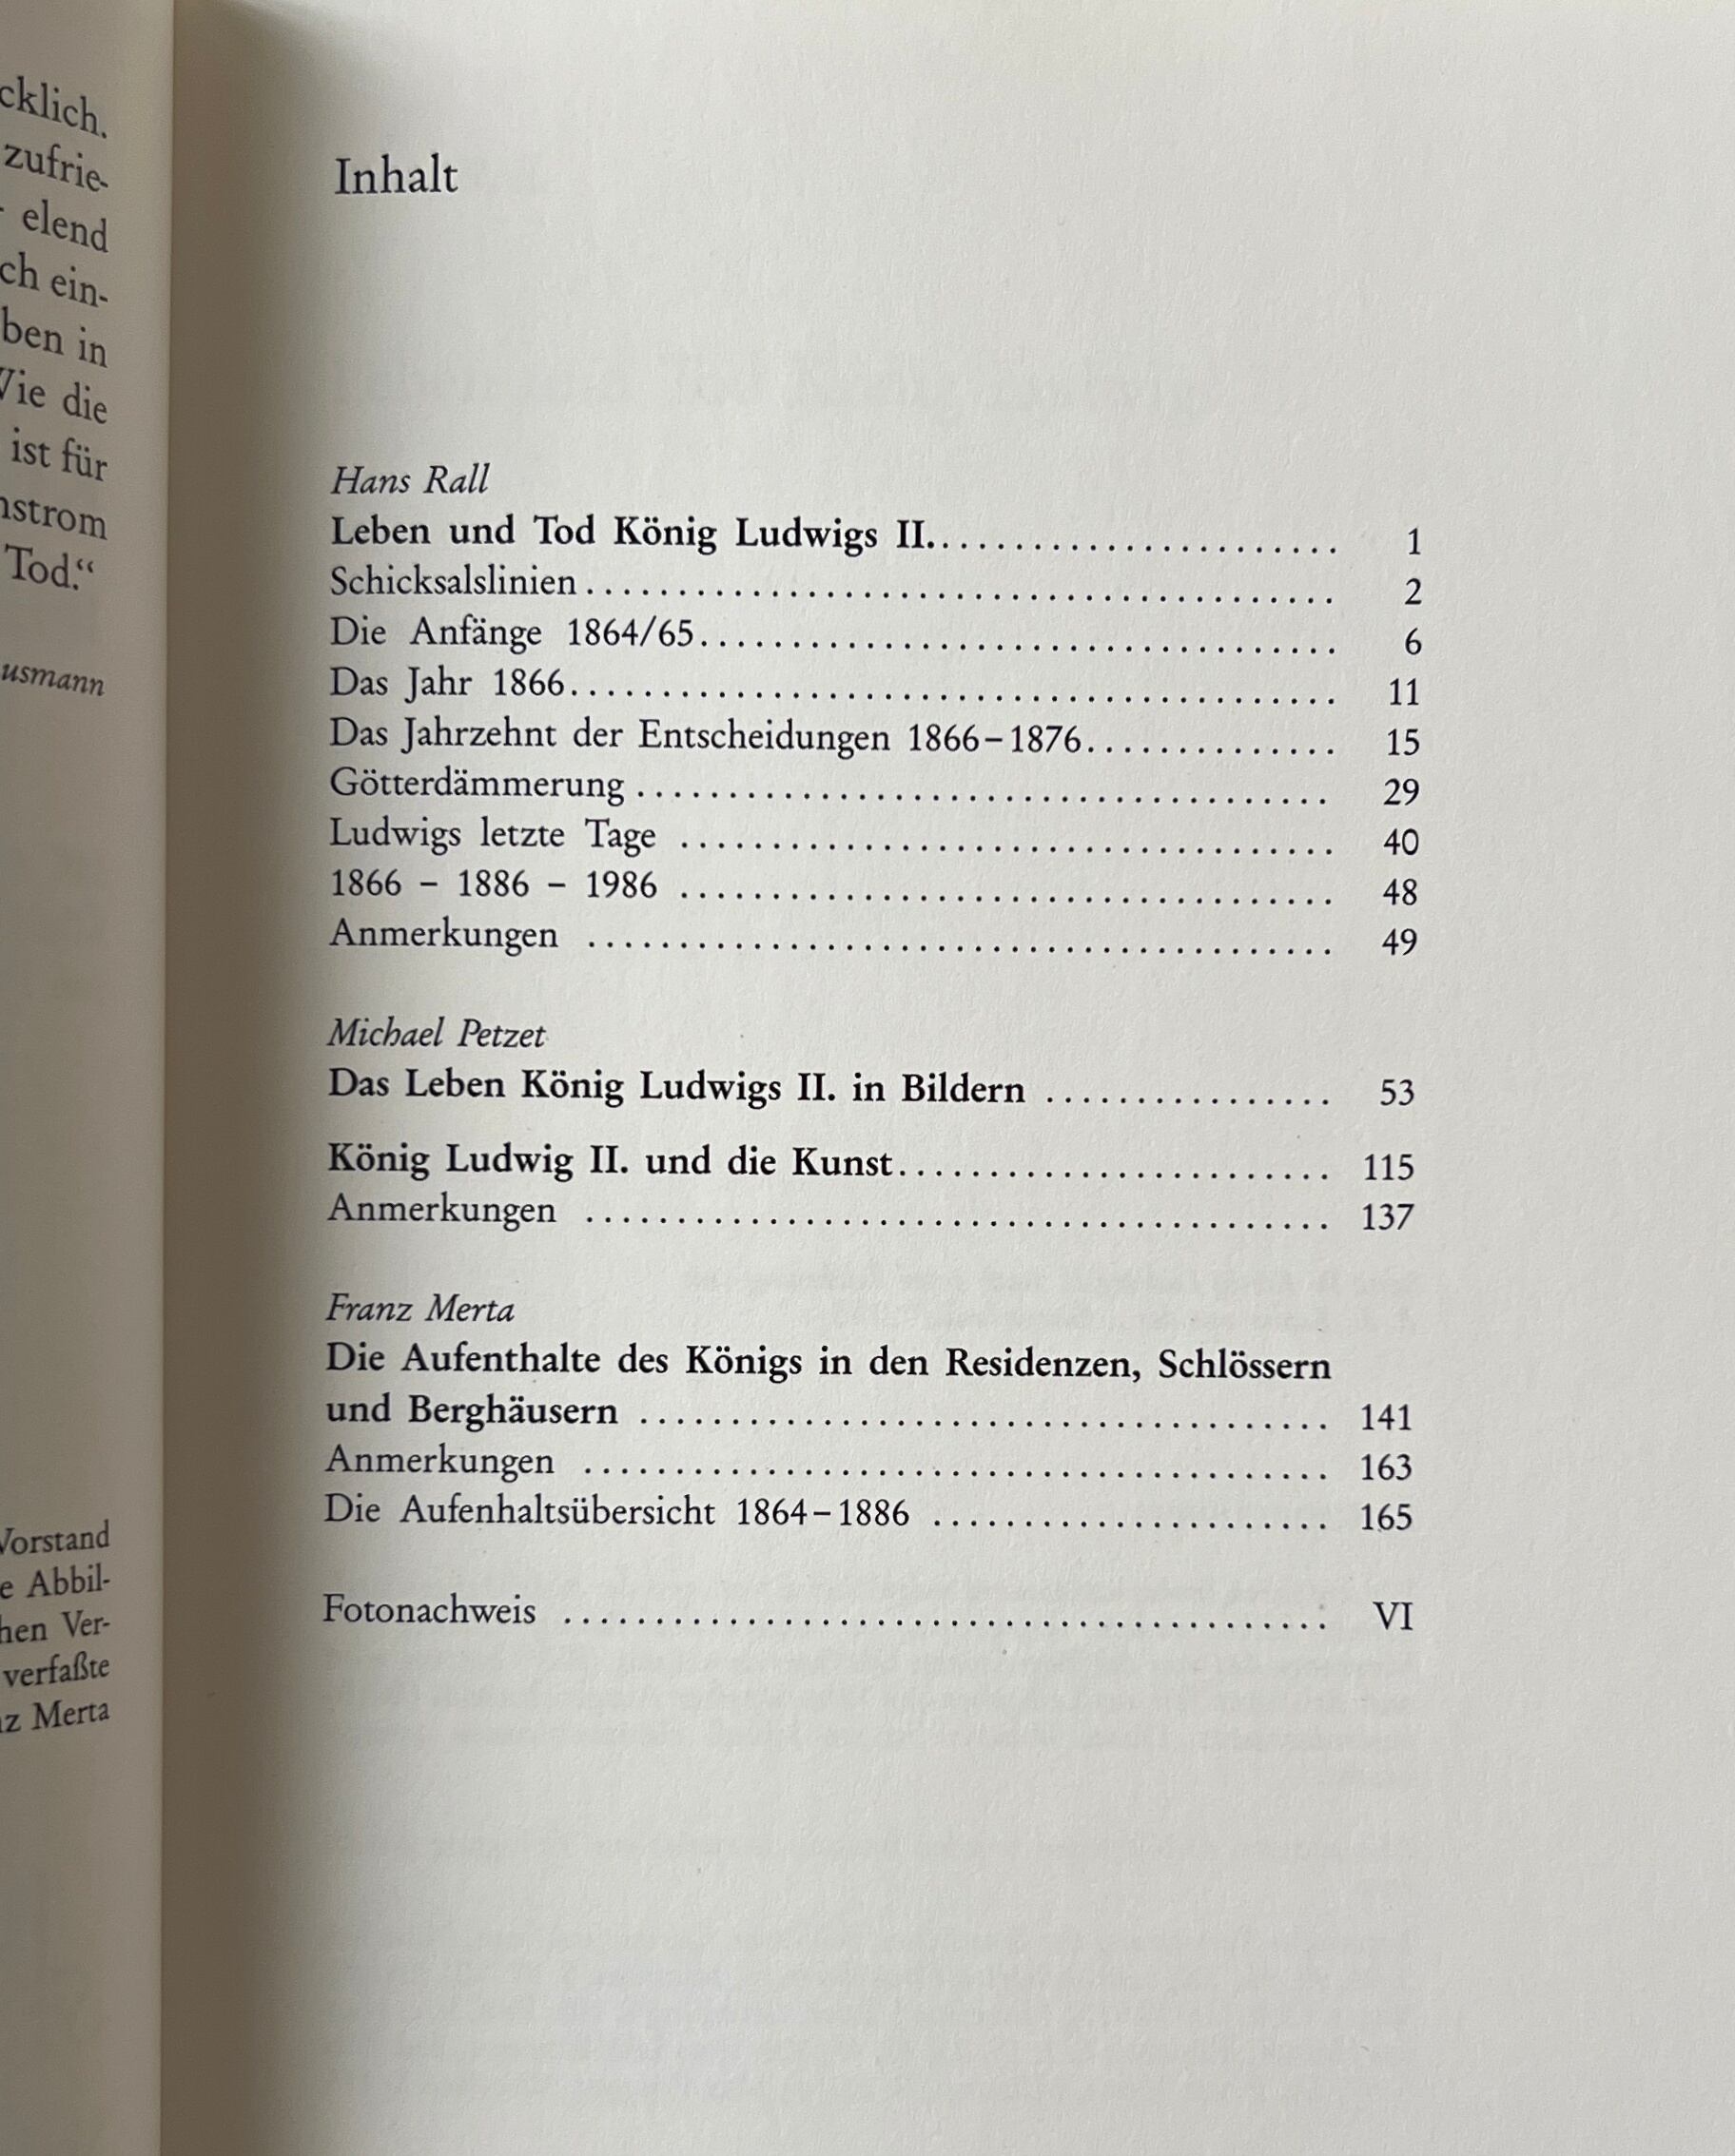 cklich.
zufrie-
elend
ch ein-
ben in
Wie die
ist für
nstrom
Tod.“
usmann
Vorstand
e Abbil-
hen Ver-
verfaßte
nz Merta
Inhalt
Hans Rall
Leben und Tod König Ludwigs II. . . . . . . . . . . . . . . . . . . . . . . 1
Schicksalslinien . . . . . . . . . . . . . . . . . . . . . . . . . . . . . . . . . . . . . . . . 2
Die Anfänge 1864/65. . . . . . . . . . . . . . . . . . . . . . . . . . . . . . . . . . . 6
Das Jahr 1866. . . . . . . . . . . . . . . . . . . . . . . . . . . . . . . . . . . . . . . . . 11
Das Jahrzehnt der Entscheidungen 1866–1876. . . . . . . . . . . . . . 15
Götterdämmerung . . . . . . . . . . . . . . . . . . . . . . . . . . . . . . . . . . . . . 29
Ludwigs letzte Tage . . . . . . . . . . . . . . . . . . . . . . . . . . . . . . . . . . . 40
1866 – 1886 – 1986 . . . . . . . . . . . . . . . . . . . . . . . . . . . . . . . . . . . 48
Anmerkungen . . . . . . . . . . . . . . . . . . . . . . . . . . . . . . . . . . . . . . . . 49
Michael Petzet
Das Leben König Ludwigs II. in Bildern . . . . . . . . . . . . . . . . 53
König Ludwig II. und die Kunst. . . . . . . . . . . . . . . . . . . . . . . . 115
Anmerkungen . . . . . . . . . . . . . . . . . . . . . . . . . . . . . . . . . . . . . . . . 137
Franz Merta
Die Aufenthalte des Königs in den Residenzen, Schlössern
und Berghäusern . . . . . . . . . . . . . . . . . . . . . . . . . . . . . . . . . . . . . 141
Anmerkungen . . . . . . . . . . . . . . . . . . . . . . . . . . . . . . . . . . . . . . . . 163
Die Aufenhaltsübersicht 1864–1886 . . . . . . . . . . . . . . . . . . . . . . 165
Fotonachweis . . . . . . . . . . . . . . . . . . . . . . . . . . . . . . . . . . . . . . . . . VI